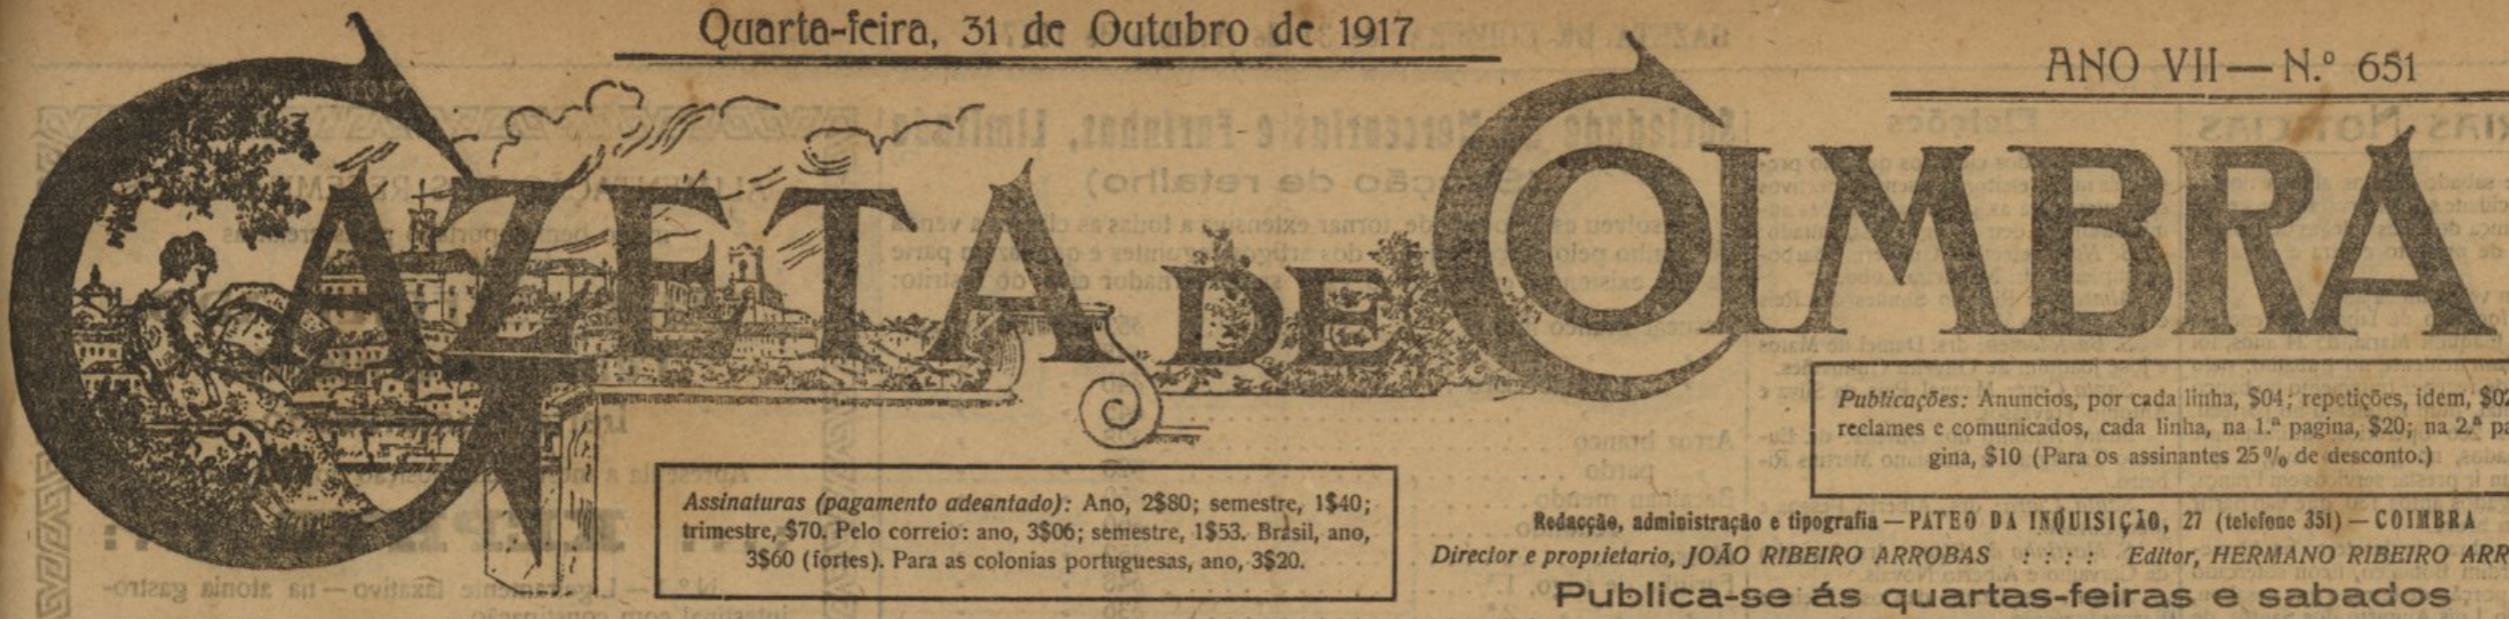 Quarta-feira, 31 de Outubro de 1917
ANO VII — N.º 651
GAZETA DE COIMBRA
Publicações: Anuncios, por cada linha, $04; repetições, idem, $02
reclames e comunicados, cada linha, na 1.ª pagina, $20; na 2.ª pa
gina, $10 (Para os assinantes 25 % de desconto.)
Assinaturas (pagamento adeantado): Ano, 2$80; semestre, 1$40;
trimestre, $70. Pelo correio: ano, 3$06; semestre, 1$53. Brasil, ano,
3$60 (fortes). Para as colonias portuguesas, ano, 3$20.
Redacção, administração e tipografia — PATEO DA INQUISIÇÃO, 27 (telefone 351) — COIMBRA
Director e proprietario, JOÃO RIBEIRO ARROBAS : : : : Editor, HERMANO RIBEIRO ARR
Publica-se ás quartas-feiras e sabados